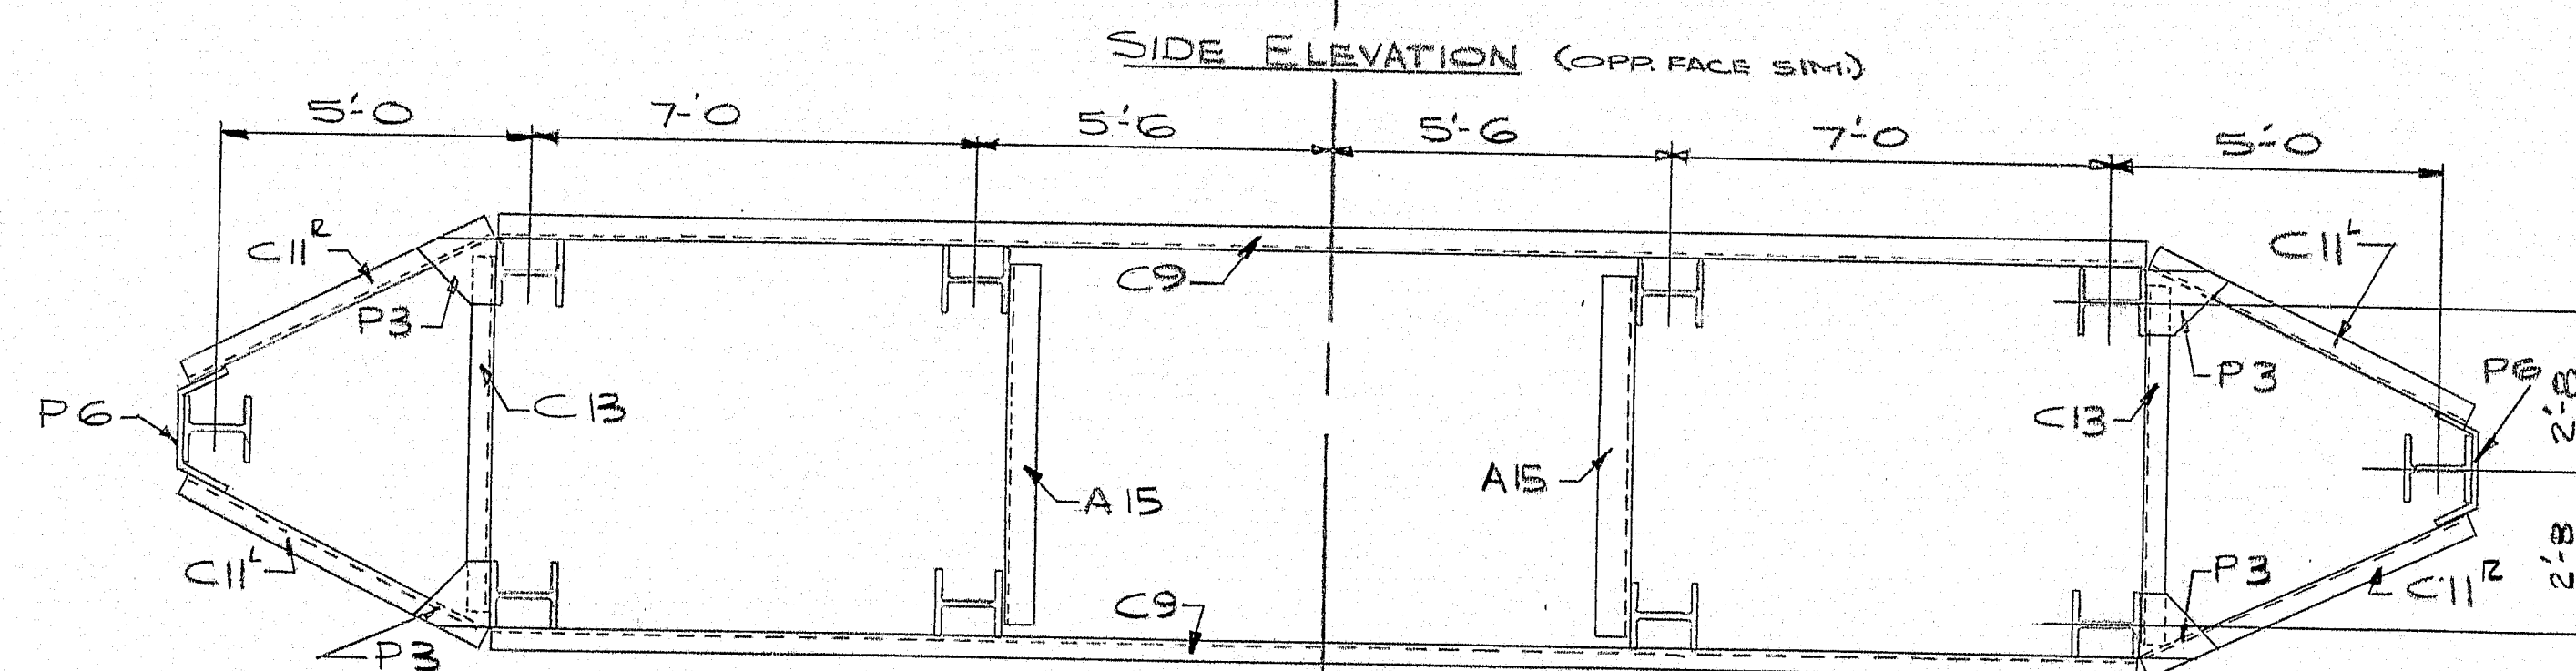 SIDE ELEVATION (OPP. FACE SIM.)
5'-0 7'-0 5'-6 5'-6 7'-0 5'-0
C11R C9 C11L
P3 P3
P6 C13 C13 P6 2'-8
A15 A15
C11L C9 P3 C11R 2'-8
P3